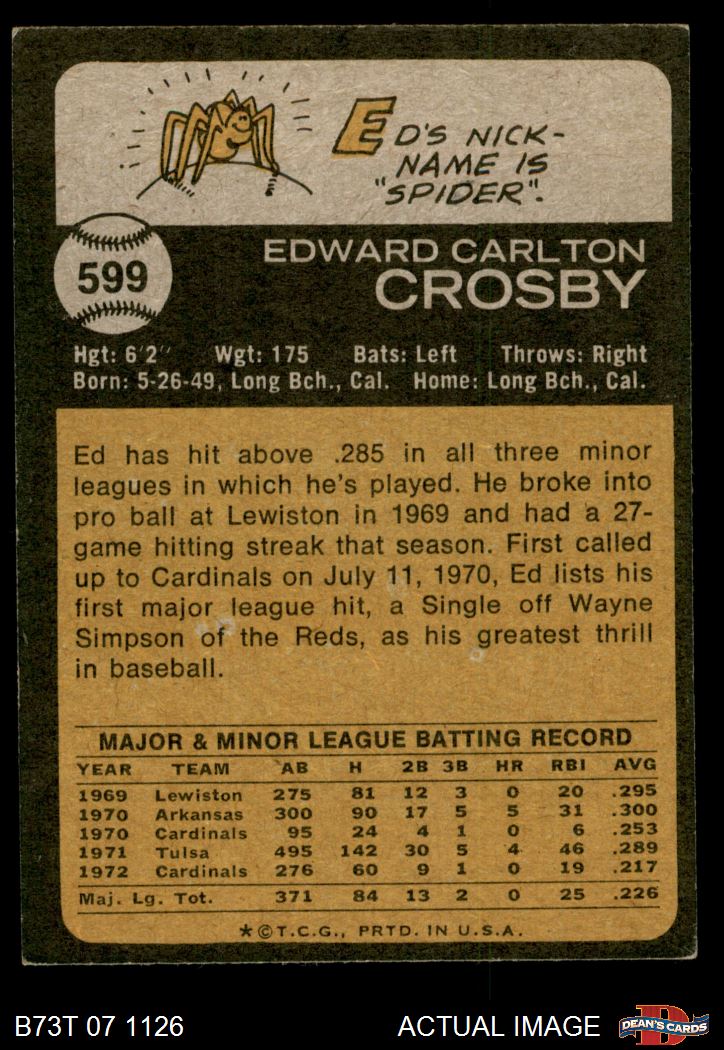 ED'S NICK-
NAME IS
"SPIDER".
599
EDWARD CARLTON
CROSBY
Hgt: 6'2" Wgt: 175 Bats: Left Throws: Right
Born: 5-26-49, Long Bch., Cal. Home: Long Bch., Cal.
Ed has hit above .285 in all three minor
leagues in which he's played. He broke into
pro ball at Lewiston in 1969 and had a 27-
game hitting streak that season. First called
up to Cardinals on July 11, 1970, Ed lists his
first major league hit, a Single off Wayne
Simpson of the Reds, as his greatest thrill
in baseball.
MAJOR & MINOR LEAGUE BATTING RECORD
YEAR TEAM AB H 2B 3B HR RBI AVG
1969 Lewiston 275 81 12 3 0 20 .295
1970 Arkansas 300 90 17 5 5 31 .300
1970 Cardinals 95 24 4 1 0 6 .253
1971 Tulsa 495 142 30 5 4 46 .289
1972 Cardinals 276 60 9 1 0 19 .217
Maj. Lg. Tot. 371 84 13 2 0 25 .226
*©T.C.G., PRTD. IN U.S.A.
B73T 07 1126 ACTUAL IMAGE DEAN'S CARDS